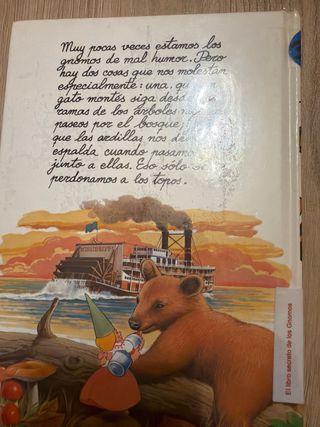 Muy pocas veces estamos los
gnomos de mal humor. Pero
hay dos cosas que nos molestan
especialmente: una, que un
gato montés siga desde
ramas de los árboles
paseos por el bosque,
que las ardillas nos
espalda cuando pasamos
junto a ellas. Eso sólo
perdonamos a los topos.
El libro secreto de los Gnomos